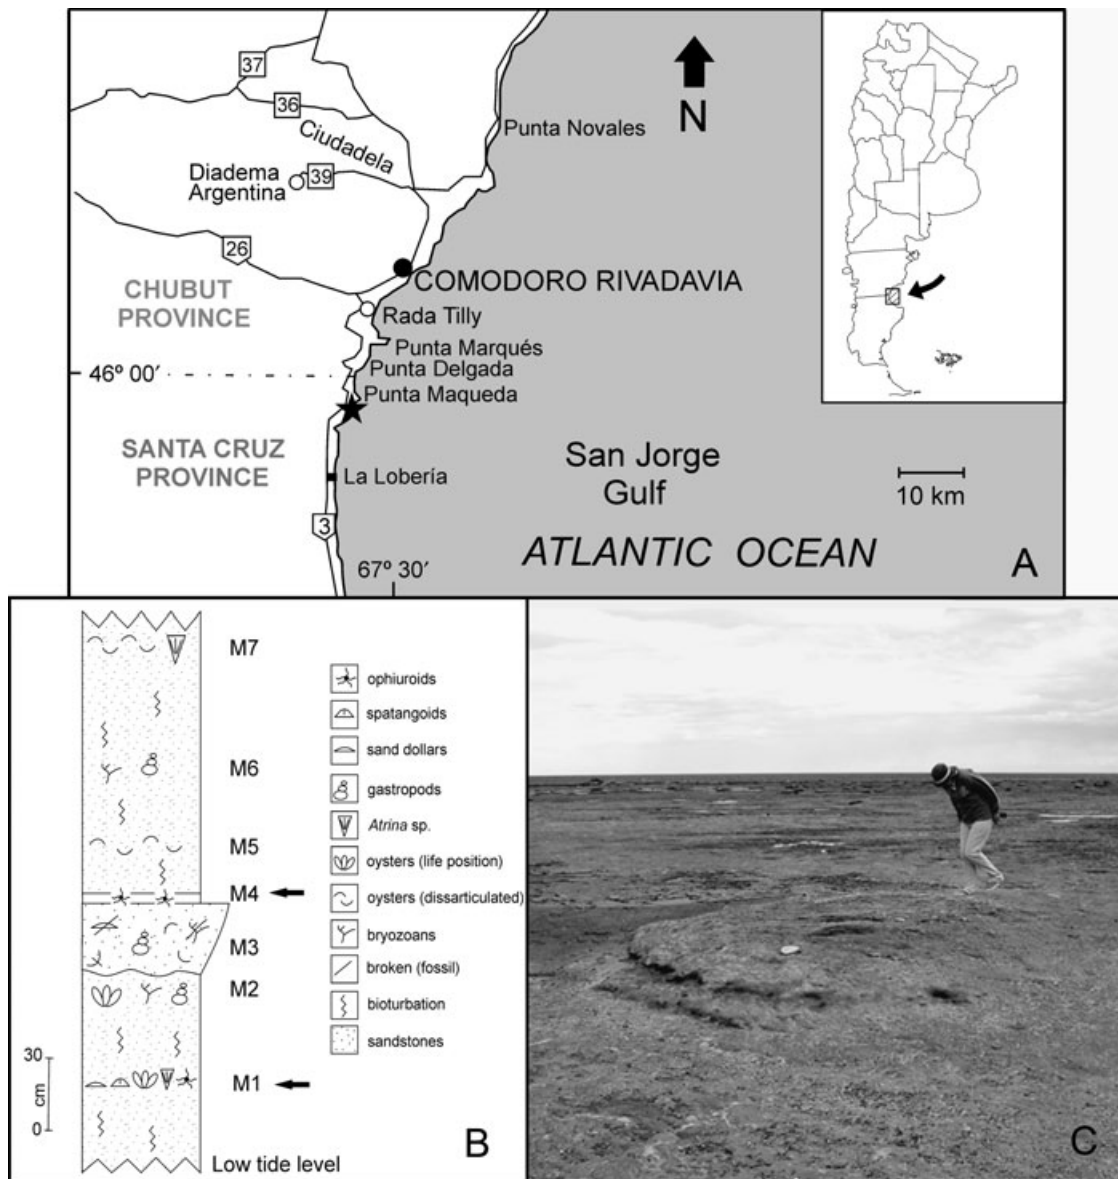 37
36
Ciudadela
Punta Novales
N
Diadema
Argentina
39
26
COMODORO RIVADAVIA
CHUBUT
PROVINCE
Rada Tilly
Punta Marqués
46º 00′
Punta Delgada
Punta Maqueda
SANTA CRUZ
PROVINCE
La Lobería
San Jorge
Gulf
10 km
3
ATLANTIC OCEAN
A
67º 30′
M7
M6
M5
M4
M3
M2
M1
30
cm
0
Low tide level
ophiuroids
spatangoids
sand dollars
gastropods
Atrina sp.
oysters (life position)
oysters (dissarticulated)
bryozoans
broken (fossil)
bioturbation
sandstones
B
C